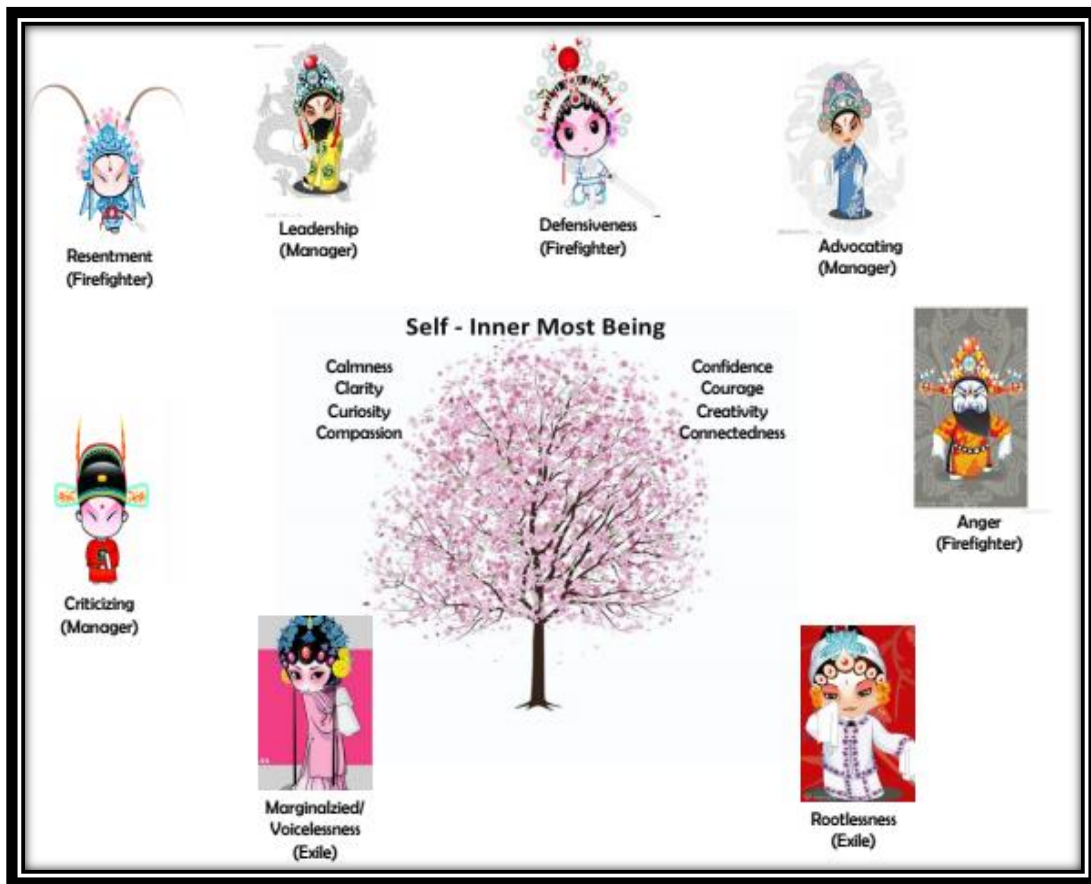 Resentment
(Firefighter)
Leadership
(Manager)
Defensiveness
(Firefighter)
Advocating
(Manager)
Self - Inner Most Being
Calmness
Clarity
Curiosity
Compassion
Confidence
Courage
Creativity
Connectedness
Anger
(Firefighter)
Criticizing
(Manager)
Marginalzied/
Voicelessness
(Exile)
Rootlessness
(Exile)